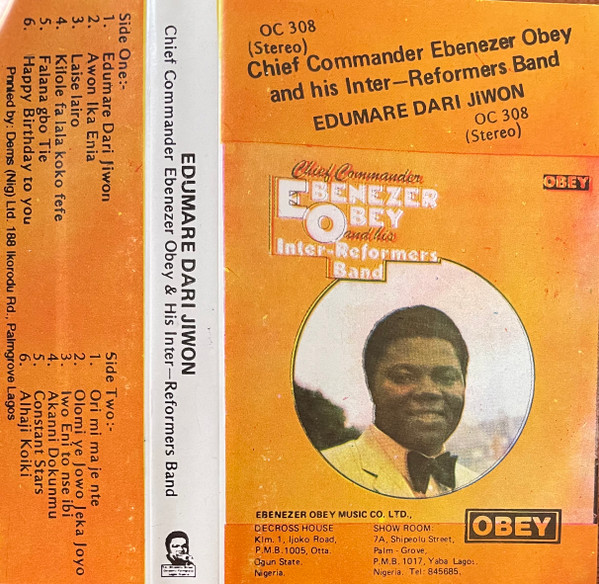 OC 308
(Stereo)
Chief Commander Ebenezer Obey
and his Inter—Reformers Band
EDUMARE DARI JiWON
OC 308
(Stereo)
Chief Commander
EBENEZER
OBEY
and his
Inter-Reformers
Band
OBEY
EBENEZER OBEY MUSIC CO. LTD.,
DECROSS HOUSE
Klm. 1, Ijoko Road,
P.M.B. 1005, Otta.
Ogun State.
Nigeria.
SHOW ROOM:
7A, Shipeolu Street,
Palm - Grove,
P.M.B. 1017, Yaba Lagos.
Nigeria. Tel: 845685.
OBEY
EDUMARE DARI JIWON
Chief Commander Ebenezer Obey & His Inter—Reformers Band
Side One:-
1. Edumare Dari Jiwon
2. Awon Ika Enia
3. Laise lairo
4. Kilole fa lala koko fefe
5. Falana gbo Tie
6. Happy Birthday to you
Side Two:-
1. Ori mi ma je nte
2. Olomi ye Jowo Jeka Joyo
3. Iwo Eni to nse ibi
4. Akanni Dokunmu
5. Constant Stars
6. Alhaji Koiki
Printed by: Dems (Nig) Ltd. 188 Ikorodu Rd., Palmgrove Lagos